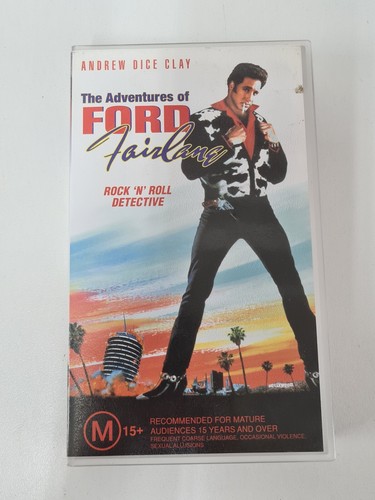 ANDREW DICE CLAY
The Adventures of
FORD
Fairlane
ROCK 'N' ROLL
DETECTIVE
HOLLYWOOD
M 15+
RECOMMENDED FOR MATURE
AUDIENCES 15 YEARS AND OVER
FREQUENT COARSE LANGUAGE, OCCASIONAL VIOLENCE,
SEXUAL ALLUSIONS